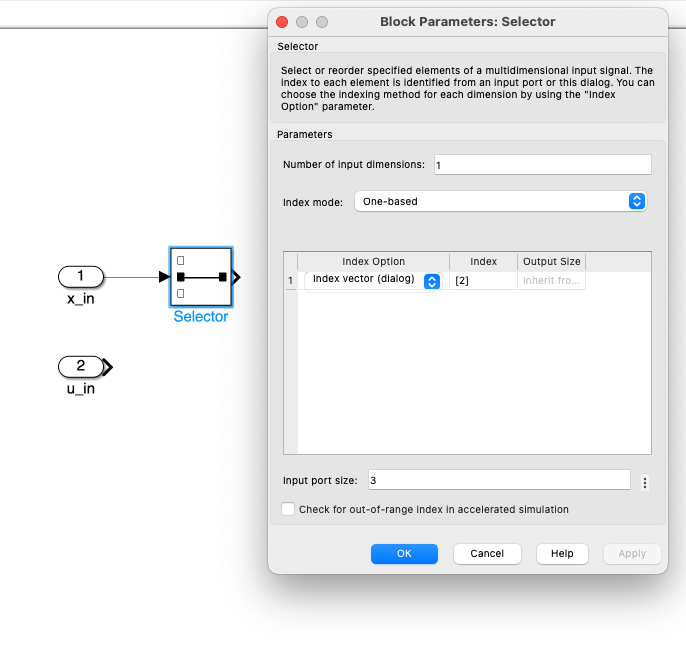 Block Parameters: Selector
Selector
Select or reorder specified elements of a multidimensional input signal. The
index to each element is identified from an input port or this dialog. You can
choose the indexing method for each dimension by using the "Index
Option" parameter.
Parameters
Number of input dimensions: 1
Index mode: One-based
Index Option Index Output Size
1 Index vector (dialog) [2] Inherit fro...
Input port size: 3
Check for out-of-range index in accelerated simulation
OK Cancel Help Apply
1
x_in
Selector
2
u_in